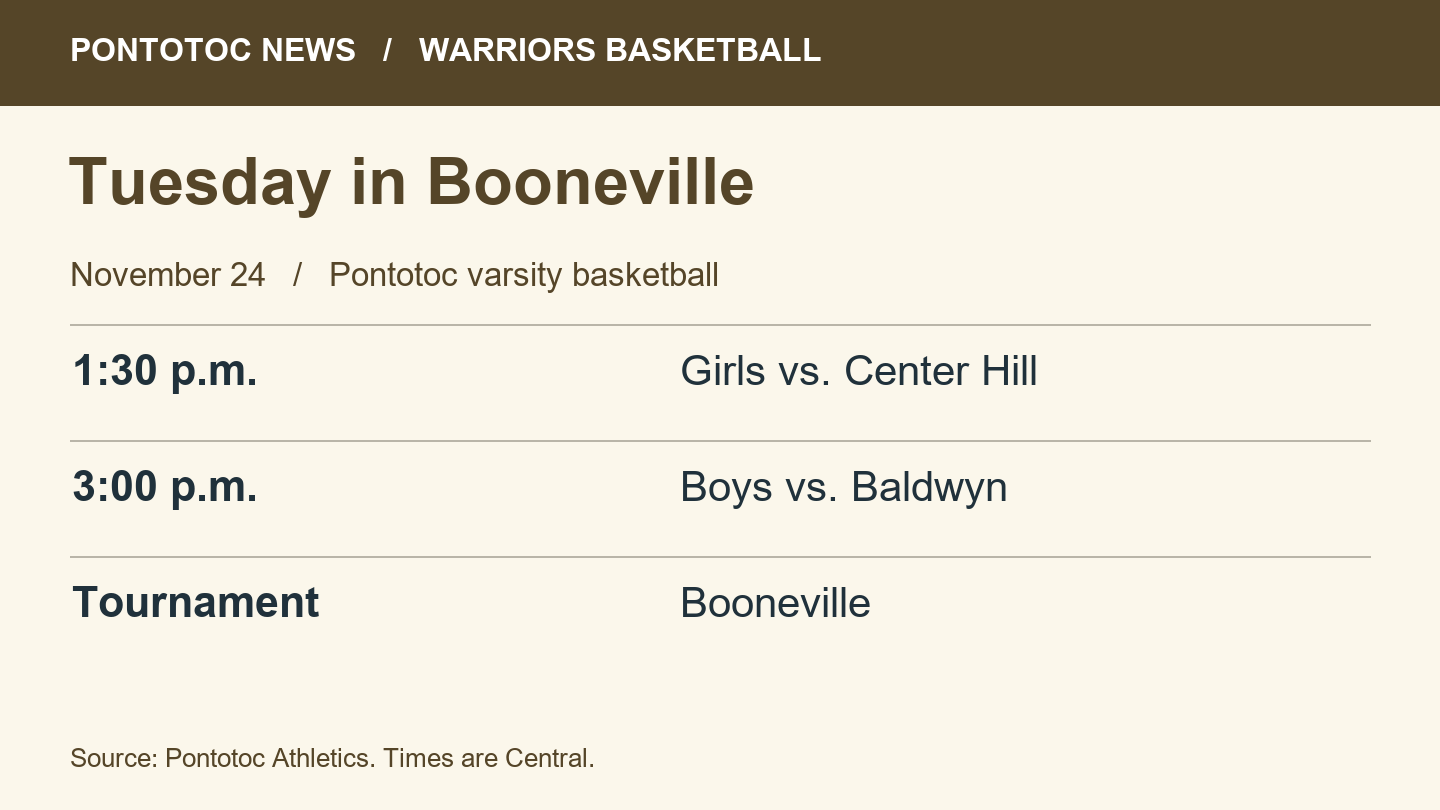 PONTOTOC NEWS / WARRIORS BASKETBALL
Tuesday in Booneville
November 24 / Pontotoc varsity basketball
1:30 p.m. Girls vs. Center Hill
3:00 p.m. Boys vs. Baldwyn
Tournament Booneville
Source: Pontotoc Athletics. Times are Central.